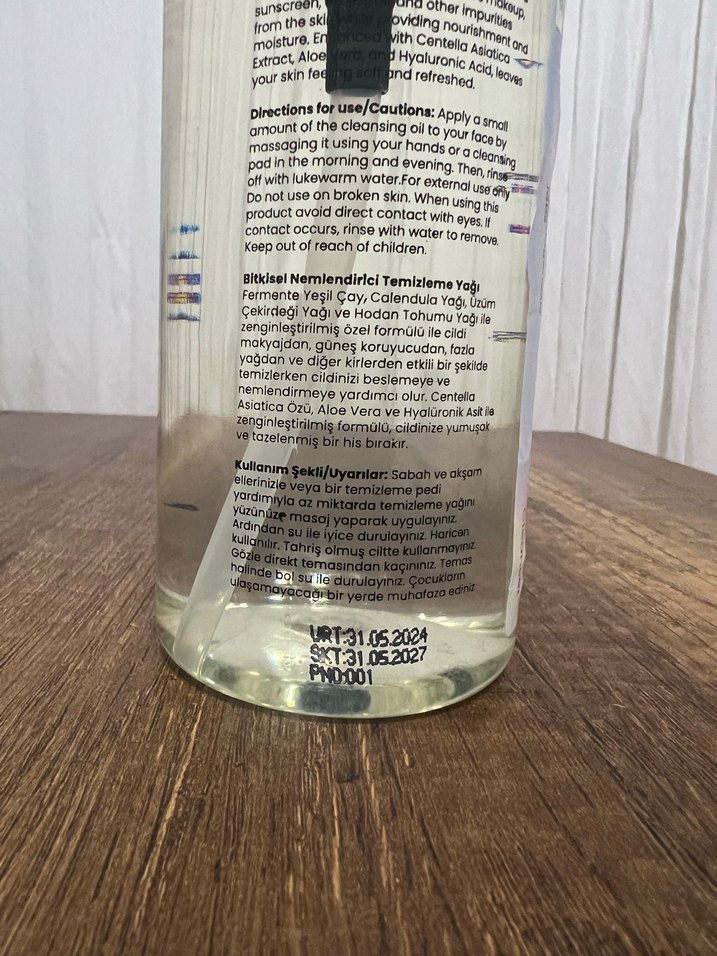 sunscreen, and other impurities
from the skin while providing nourishment and
moisture. Enhanced with Centella Asiatica
Extract, Aloe Vera, and Hyaluronic Acid, leaves
your skin feeling soft and refreshed.
Directions for use/Cautions: Apply a small
amount of the cleansing oil to your face by
massaging it using your hands or a cleansing
pad in the morning and evening. Then, rinse
off with lukewarm water.For external use only
Do not use on broken skin. When using this
product avoid direct contact with eyes. If
contact occurs, rinse with water to remove.
Keep out of reach of children.
Bitkisel Nemlendirici Temizleme Yağı
Fermente Yeşil Çay, Calendula Yağı, Üzüm
Çekirdeği Yağı ve Hodan Tohumu Yağı ile
zenginleştirilmiş özel formülü ile cildi
makyajdan, güneş koruyucudan, fazla
yağdan ve diğer kirlerden etkili bir şekilde
temizlerken cildinizi beslemeye ve
nemlendirmeye yardımcı olur. Centella
Asiatica Özü, Aloe Vera ve Hyalüronik Asit ile
zenginleştirilmiş formülü, cildinize yumuşak
ve tazelenmiş bir his bırakır.
Kullanım Şekli/Uyarılar: Sabah ve akşam
ellerinizle veya bir temizleme pedi
yardımıyla az miktarda temizleme yağını
yüzünüze masaj yaparak uygulayınız.
Ardından su ile iyice durulayınız. Haricen
kullanılır. Tahriş olmuş ciltte kullanmayınız.
Gözle direkt temasından kaçınınız. Temas
halinde bol su ile durulayınız. Çocukların
ulaşamayacağı bir yerde muhafaza ediniz
ÜRT:31.05.2024
SKT:31.05.2027
PNO:001